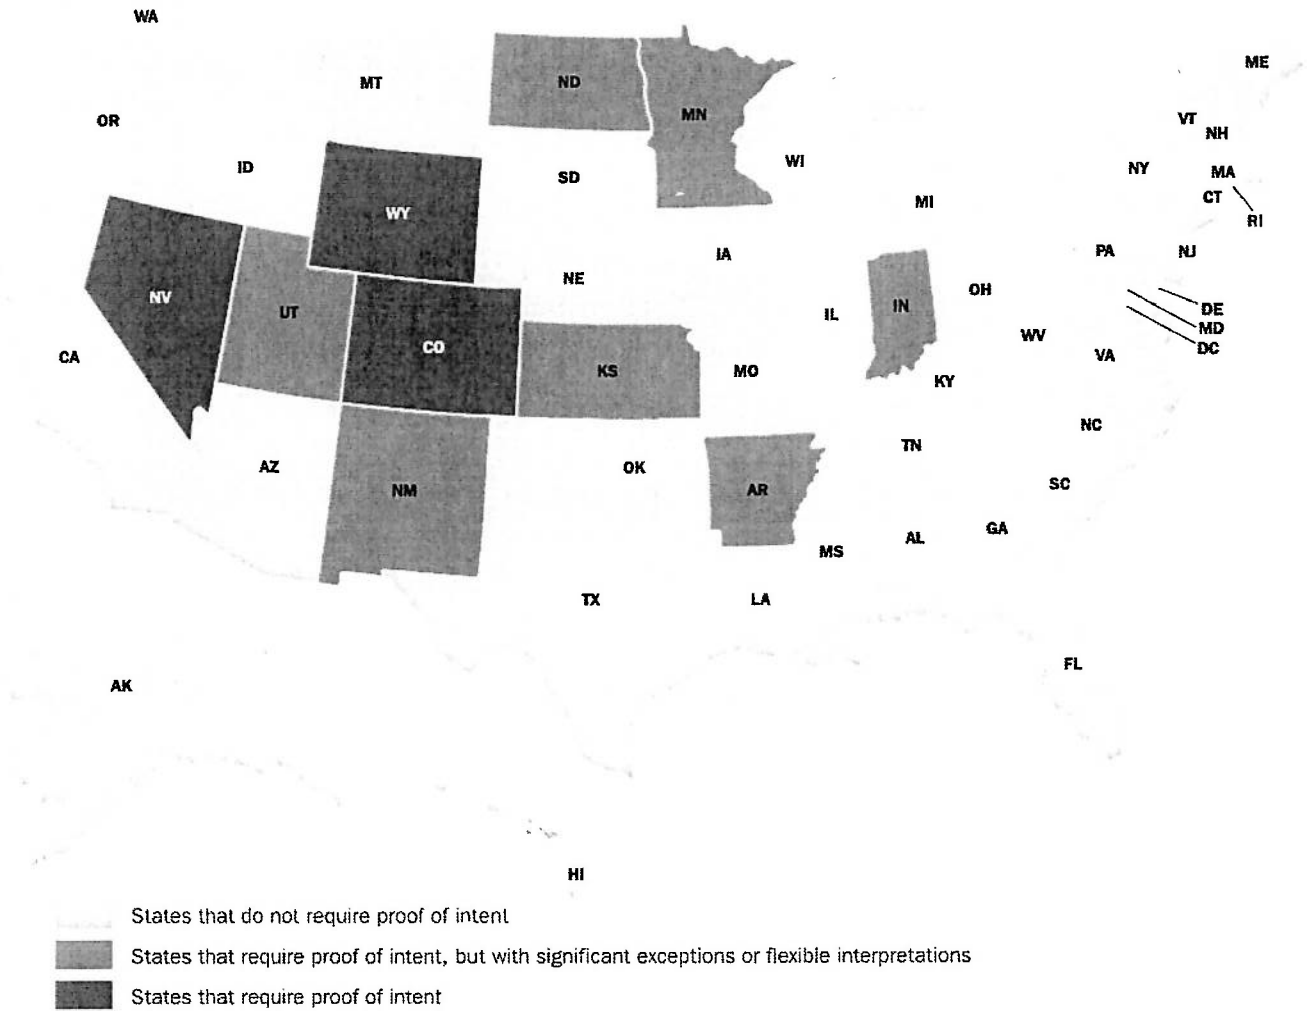 WA
ME
MT
ND
MN
OR
VT
NH
ID
SD
WI
NY
MA
CT
MI
RI
WY
IA
PA
NJ
NE
OH
NV
UT
IL
IN
DE
MD
DC
WV
VA
CA
CO
KS
MO
KY
NC
AZ
OK
TN
NM
AR
SC
GA
MS
AL
TX
LA
FL
AK
HI
States that do not require proof of intent
States that require proof of intent, but with significant exceptions or flexible interpretations
States that require proof of intent